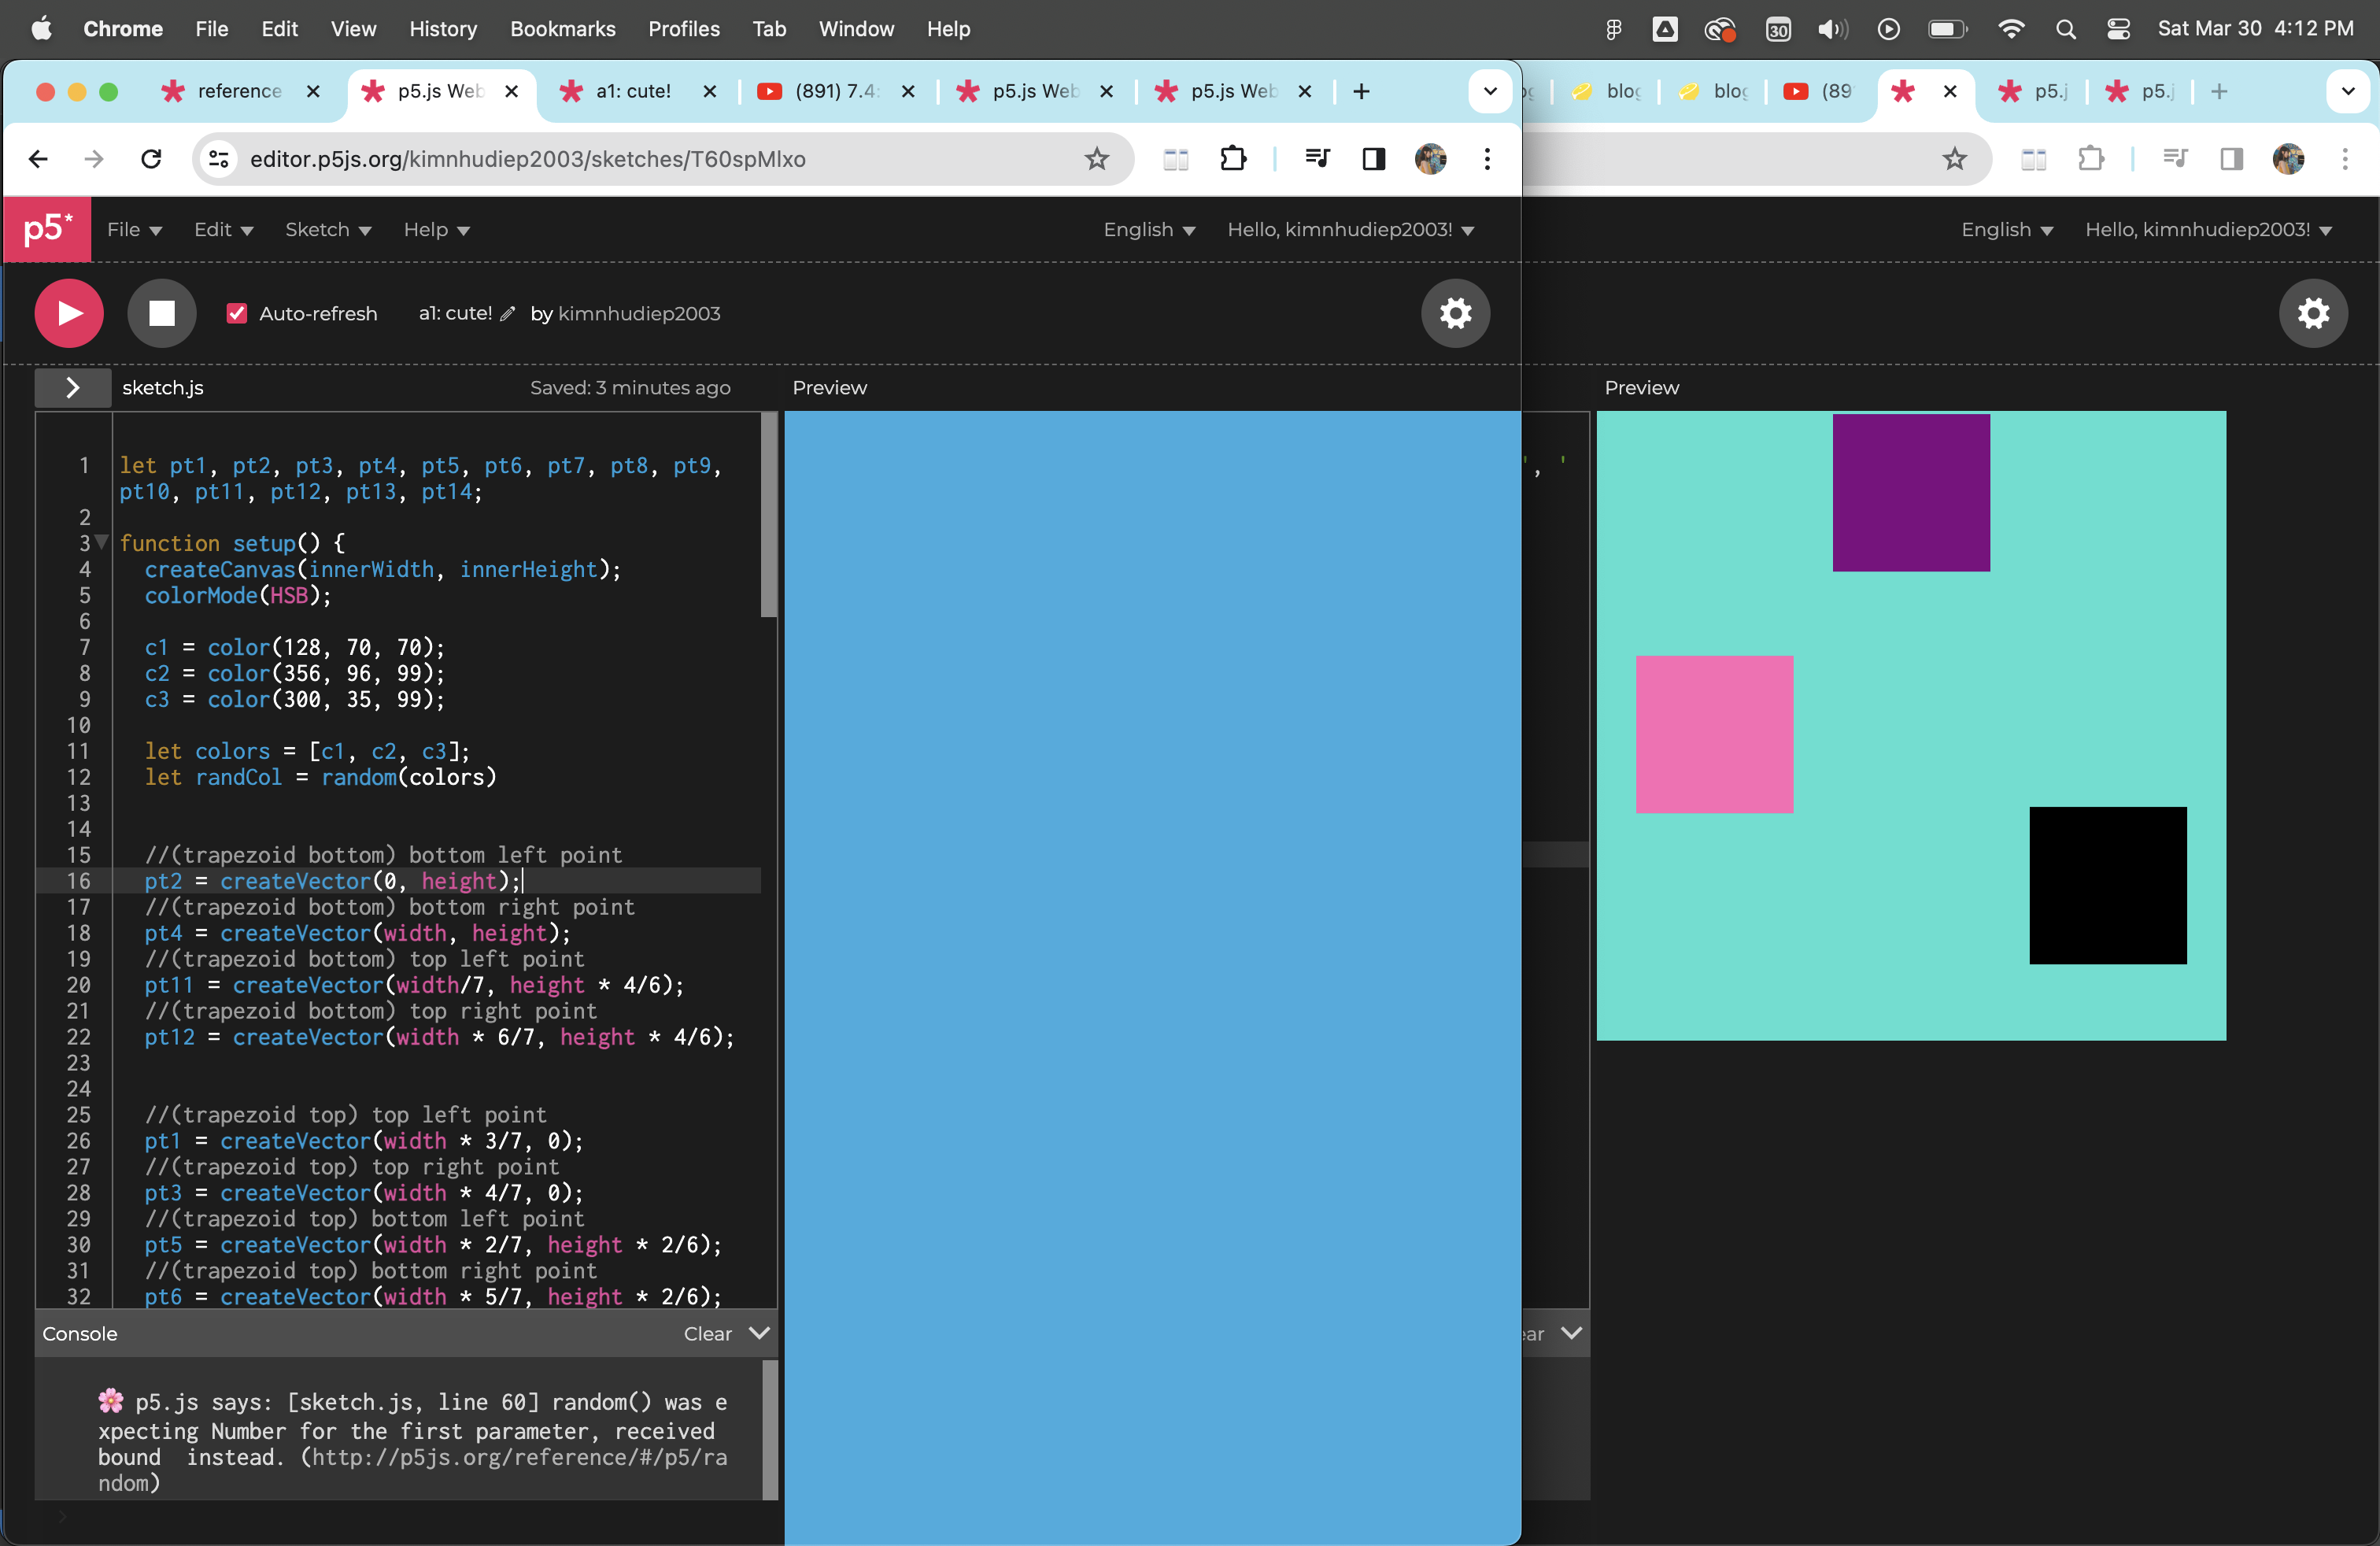 Chrome File Edit View History Bookmarks Profiles Tab Window Help 30 Sat Mar 30 4:12 PM
reference p5.js Web a1: cute! (891) 7.4: p5.js Web p5.js Web blog (89 p5.j p5.j
editor.p5js.org/kimnhudiep2003/sketches/T60spMlxo
p5* File Edit Sketch Help English Hello, kimnhudiep2003! English Hello, kimnhudiep2003!
Auto-refresh a1: cute! by kimnhudiep2003
sketch.js Saved: 3 minutes ago Preview Preview
1 let pt1, pt2, pt3, pt4, pt5, pt6, pt7, pt8, pt9,
pt10, pt11, pt12, pt13, pt14;
2
3 function setup() {
4 createCanvas(innerWidth, innerHeight);
5 colorMode(HSB);
6
7 c1 = color(128, 70, 70);
8 c2 = color(356, 96, 99);
9 c3 = color(300, 35, 99);
10
11 let colors = [c1, c2, c3];
12 let randCol = random(colors)
13
14
15 //(trapezoid bottom) bottom left point
16 pt2 = createVector(0, height);
17 //(trapezoid bottom) bottom right point
18 pt4 = createVector(width, height);
19 //(trapezoid bottom) top left point
20 pt11 = createVector(width/7, height * 4/6);
21 //(trapezoid bottom) top right point
22 pt12 = createVector(width * 6/7, height * 4/6);
23
24
25 //(trapezoid top) top left point
26 pt1 = createVector(width * 3/7, 0);
27 //(trapezoid top) top right point
28 pt3 = createVector(width * 4/7, 0);
29 //(trapezoid top) bottom left point
30 pt5 = createVector(width * 2/7, height * 2/6);
31 //(trapezoid top) bottom right point
32 pt6 = createVector(width * 5/7, height * 2/6);
Console Clear
🌸 p5.js says: [sketch.js, line 60] random() was e
xpecting Number for the first parameter, received
bound instead. (http://p5js.org/reference/#/p5/ra
ndom)